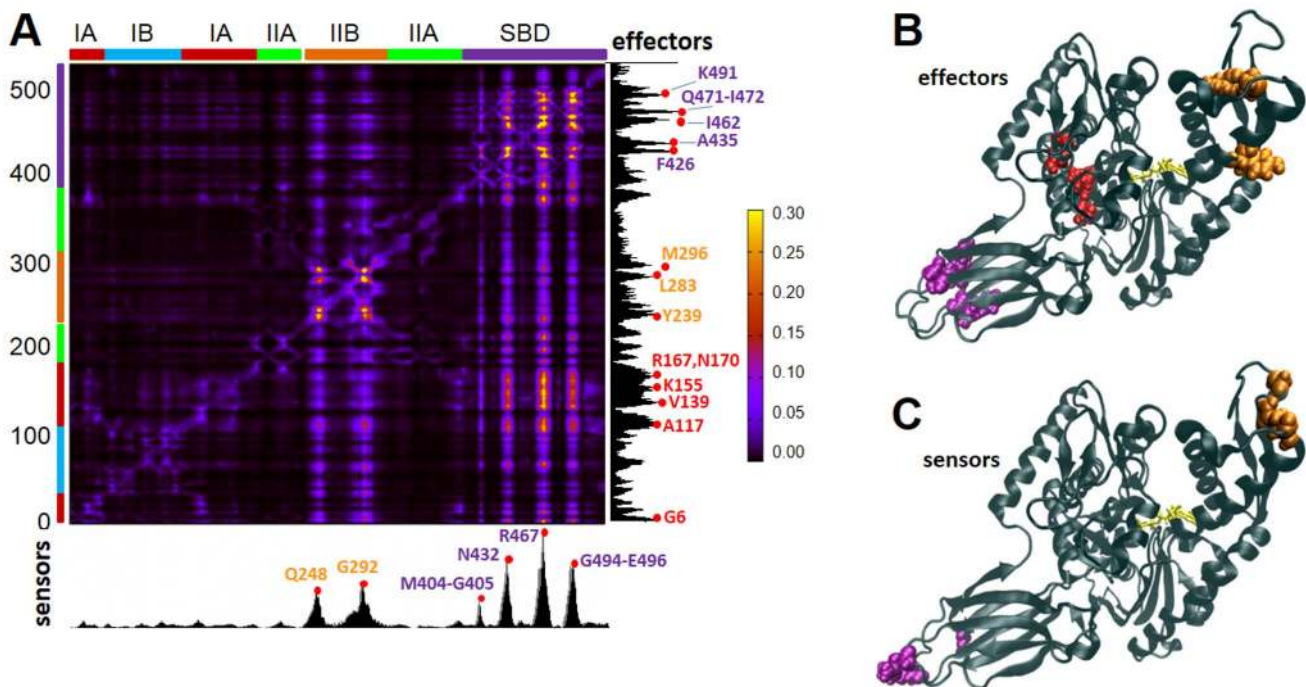 A
IA IB IA IIA IIB IIA SBD
effectors
500
400
300
200
100
0
K491
Q471-I472
I462
A435
F426
M296
L283
Y239
R167,N170
K155
V139
A117
G6
0.30
0.25
0.20
0.15
0.10
0.05
0.00
sensors
Q248
G292
M404-G405
N432
R467
G494-E496
B
effectors
C
sensors